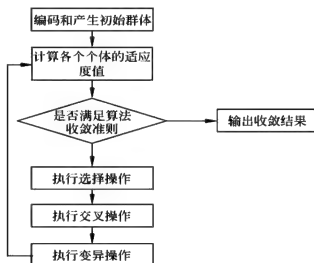 编码和产生初始群体
计算各个个体的适应
度值
是否满足算法
收敛准则
输出收敛结果
执行选择操作
执行交叉操作
执行变异操作